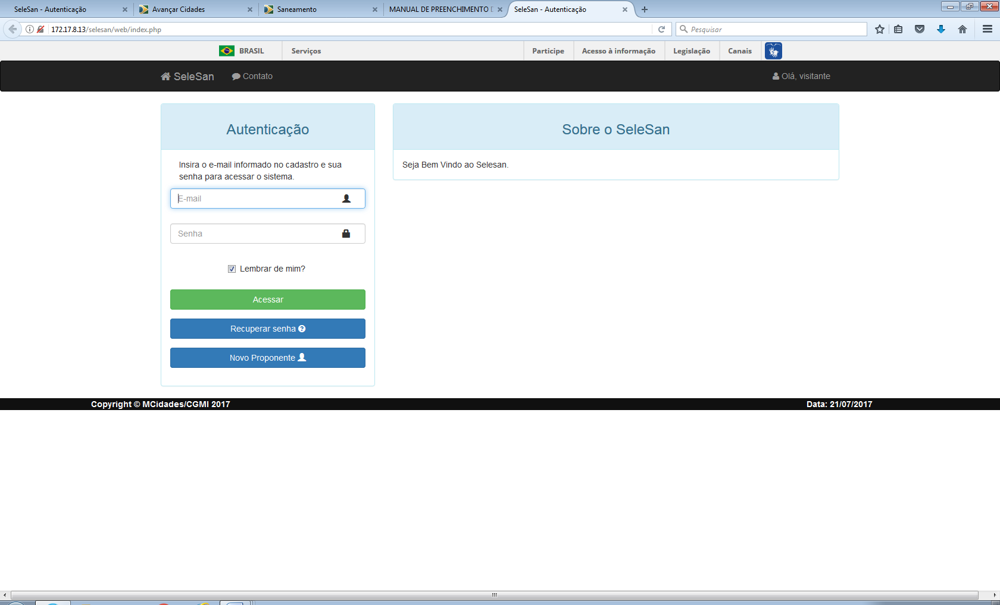 SeleSan - Autenticação
Avançar Cidades
Saneamento
MANUAL DE PREENCHIMENTO
SeleSan - Autenticação
172.17.8.13/selesan/web/index.php
Pesquisar
BRASIL
Serviços
Participe
Acesso à informação
Legislação
Canais
SeleSan
Contato
Olá, visitante
Autenticação
Insira o e-mail informado no cadastro e sua
senha para acessar o sistema.
E-mail
Senha
Lembrar de mim?
Acessar
Recuperar senha
Novo Proponente
Sobre o SeleSan
Seja Bem Vindo ao Selesan.
Copyright © MCidades/CGMI 2017
Data: 21/07/2017